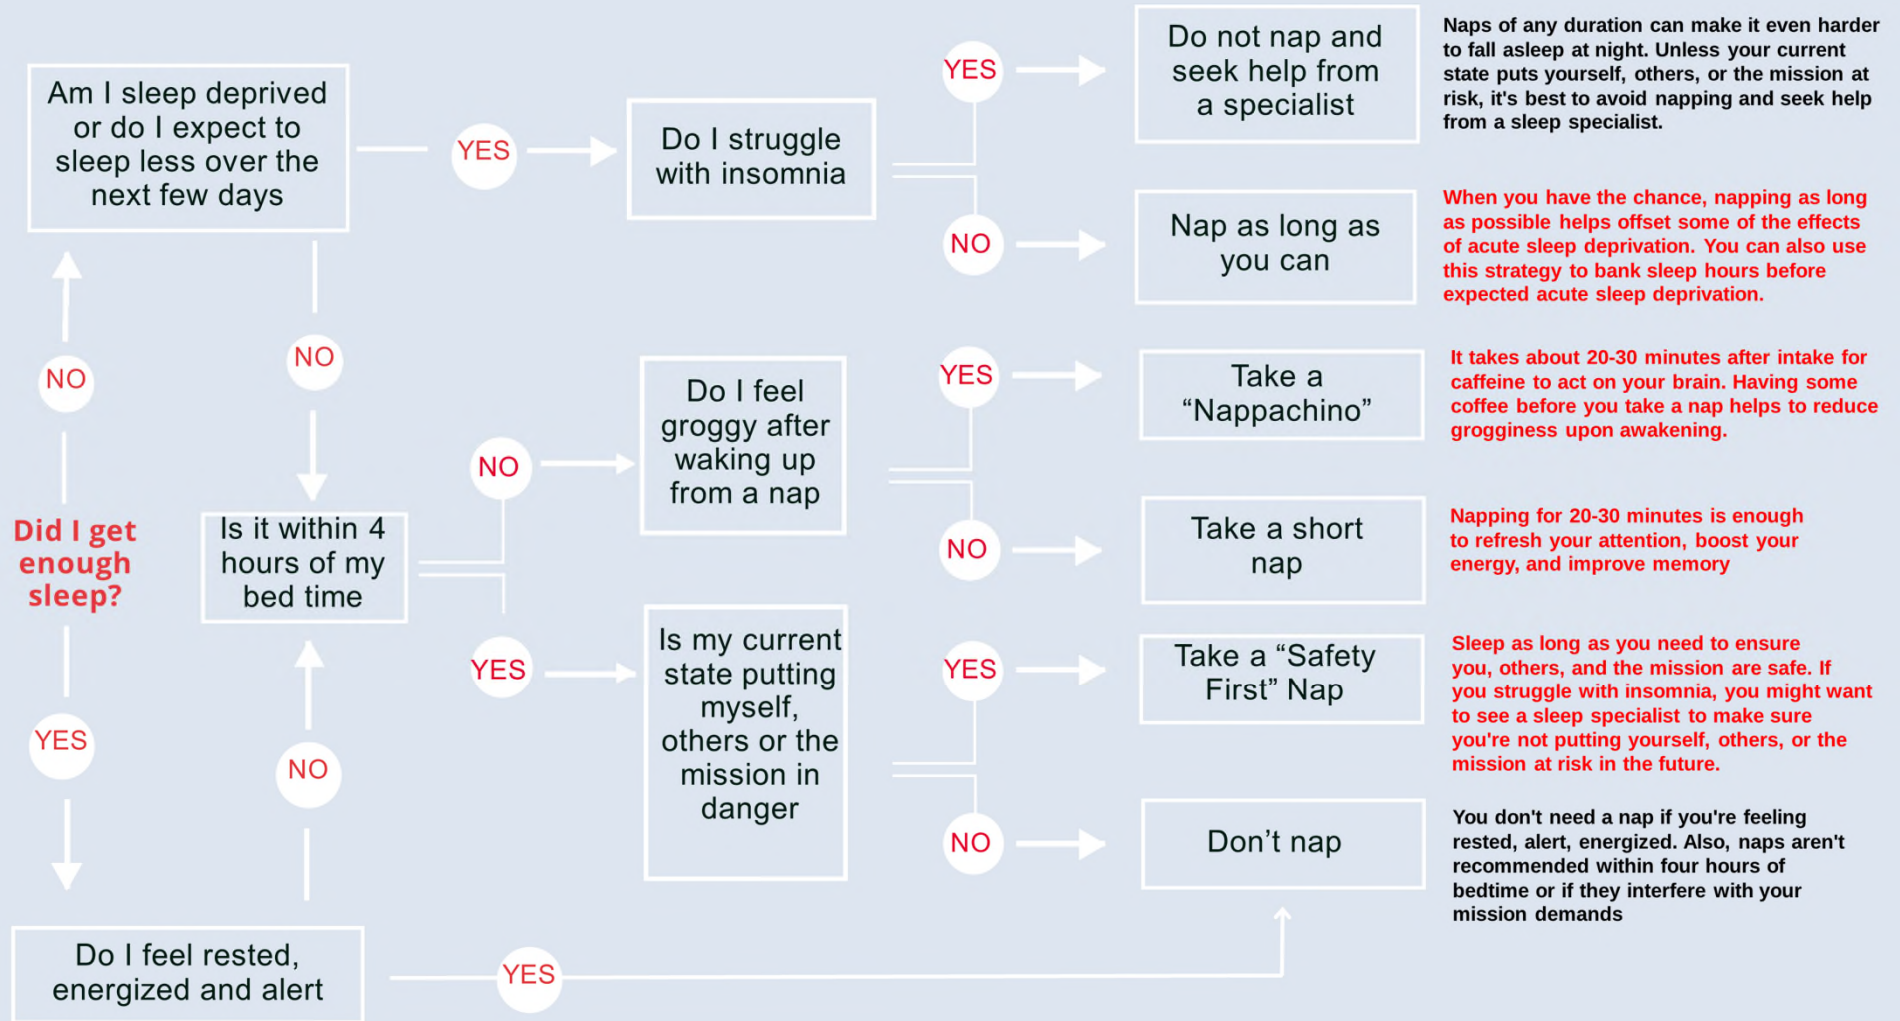 Did I get
enough
sleep?
NO
YES
Am I sleep deprived
or do I expect to
sleep less over the
next few days
YES
NO
Do I feel rested,
energized and alert
NO
YES
Is it within 4
hours of my
bed time
NO
YES
Do I struggle
with insomnia
YES
NO
Do I feel
groggy after
waking up
from a nap
YES
NO
Is my current
state putting
myself,
others or the
mission in
danger
YES
NO
Do not nap and
seek help from
a specialist
Naps of any duration can make it even harder
to fall asleep at night. Unless your current
state puts yourself, others, or the mission at
risk, it's best to avoid napping and seek help
from a sleep specialist.
Nap as long as
you can
When you have the chance, napping as long
as possible helps offset some of the effects
of acute sleep deprivation. You can also use
this strategy to bank sleep hours before
expected acute sleep deprivation.
Take a
“Nappachino”
It takes about 20-30 minutes after intake for
caffeine to act on your brain. Having some
coffee before you take a nap helps to reduce
grogginess upon awakening.
Take a short
nap
Napping for 20-30 minutes is enough
to refresh your attention, boost your
energy, and improve memory
Take a “Safety
First” Nap
Sleep as long as you need to ensure
you, others, and the mission are safe. If
you struggle with insomnia, you might want
to see a sleep specialist to make sure
you're not putting yourself, others, or the
mission at risk in the future.
Don’t nap
You don't need a nap if you're feeling
rested, alert, energized. Also, naps aren't
recommended within four hours of
bedtime or if they interfere with your
mission demands